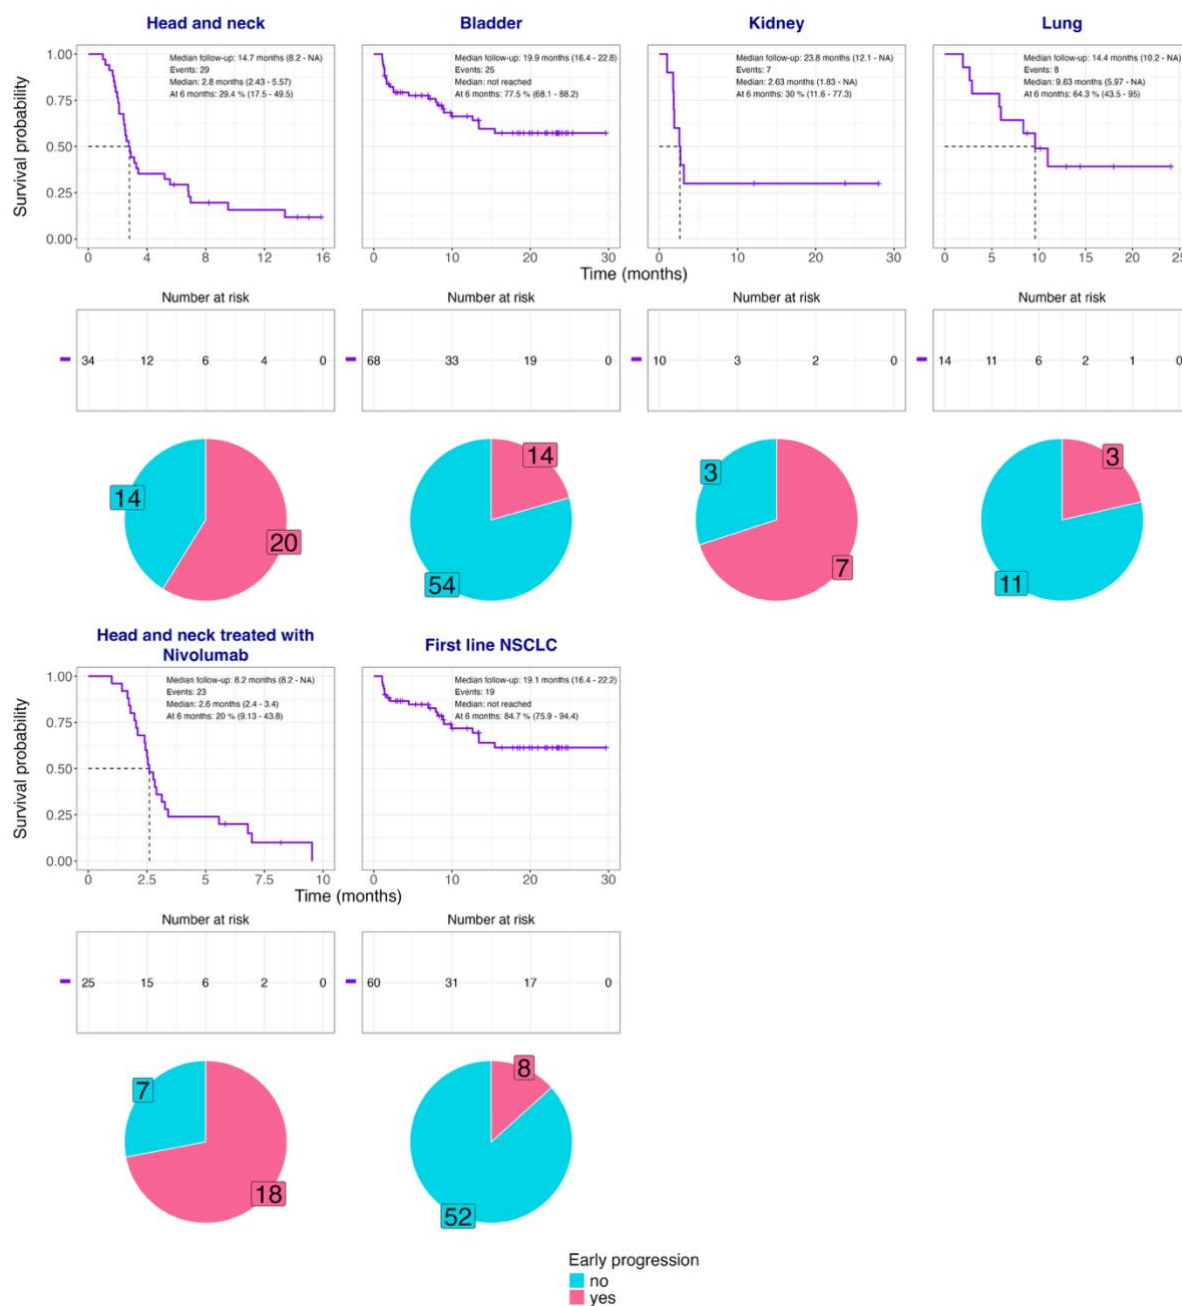 Head and neck
Bladder
Kidney
Lung
Survival probability
1.00
0.75
0.50
0.25
0.00
Median follow-up: 14.7 months (8.2 - NA)
Events: 29
Median: 2.8 months (2.43 - 5.57)
At 6 months: 29.4 % (17.5 - 49.5)
Median follow-up: 19.9 months (16.4 - 22.8)
Events: 25
Median: not reached
At 6 months: 77.5 % (68.1 - 88.2)
Median follow-up: 23.8 months (12.1 - NA)
Events: 7
Median: 2.63 months (1.83 - NA)
At 6 months: 30 % (11.6 - 77.3)
Median follow-up: 14.4 months (10.2 - NA)
Events: 8
Median: 9.63 months (5.97 - NA)
At 6 months: 64.3 % (43.5 - 95)
0 4 8 12 16
0 10 20 30
0 10 20 30
0 5 10 15 20 25
Time (months)
Number at risk
Number at risk
Number at risk
Number at risk
34 12 6 4 0
68 33 19 0
10 3 2 0
14 11 6 2 1 0
14
20
14
54
3
7
3
11
Head and neck treated with
Nivolumab
First line NSCLC
Survival probability
1.00
0.75
0.50
0.25
0.00
Median follow-up: 8.2 months (8.2 - NA)
Events: 23
Median: 2.6 months (2.4 - 3.4)
At 6 months: 20 % (9.13 - 43.8)
Median follow-up: 19.1 months (16.4 - 22.2)
Events: 19
Median: not reached
At 6 months: 84.7 % (75.9 - 94.4)
0 2.5 5 7.5 10
0 10 20 30
Time (months)
Number at risk
Number at risk
25 15 6 2 0
60 31 17 0
7
18
8
52
Early progression
no
yes